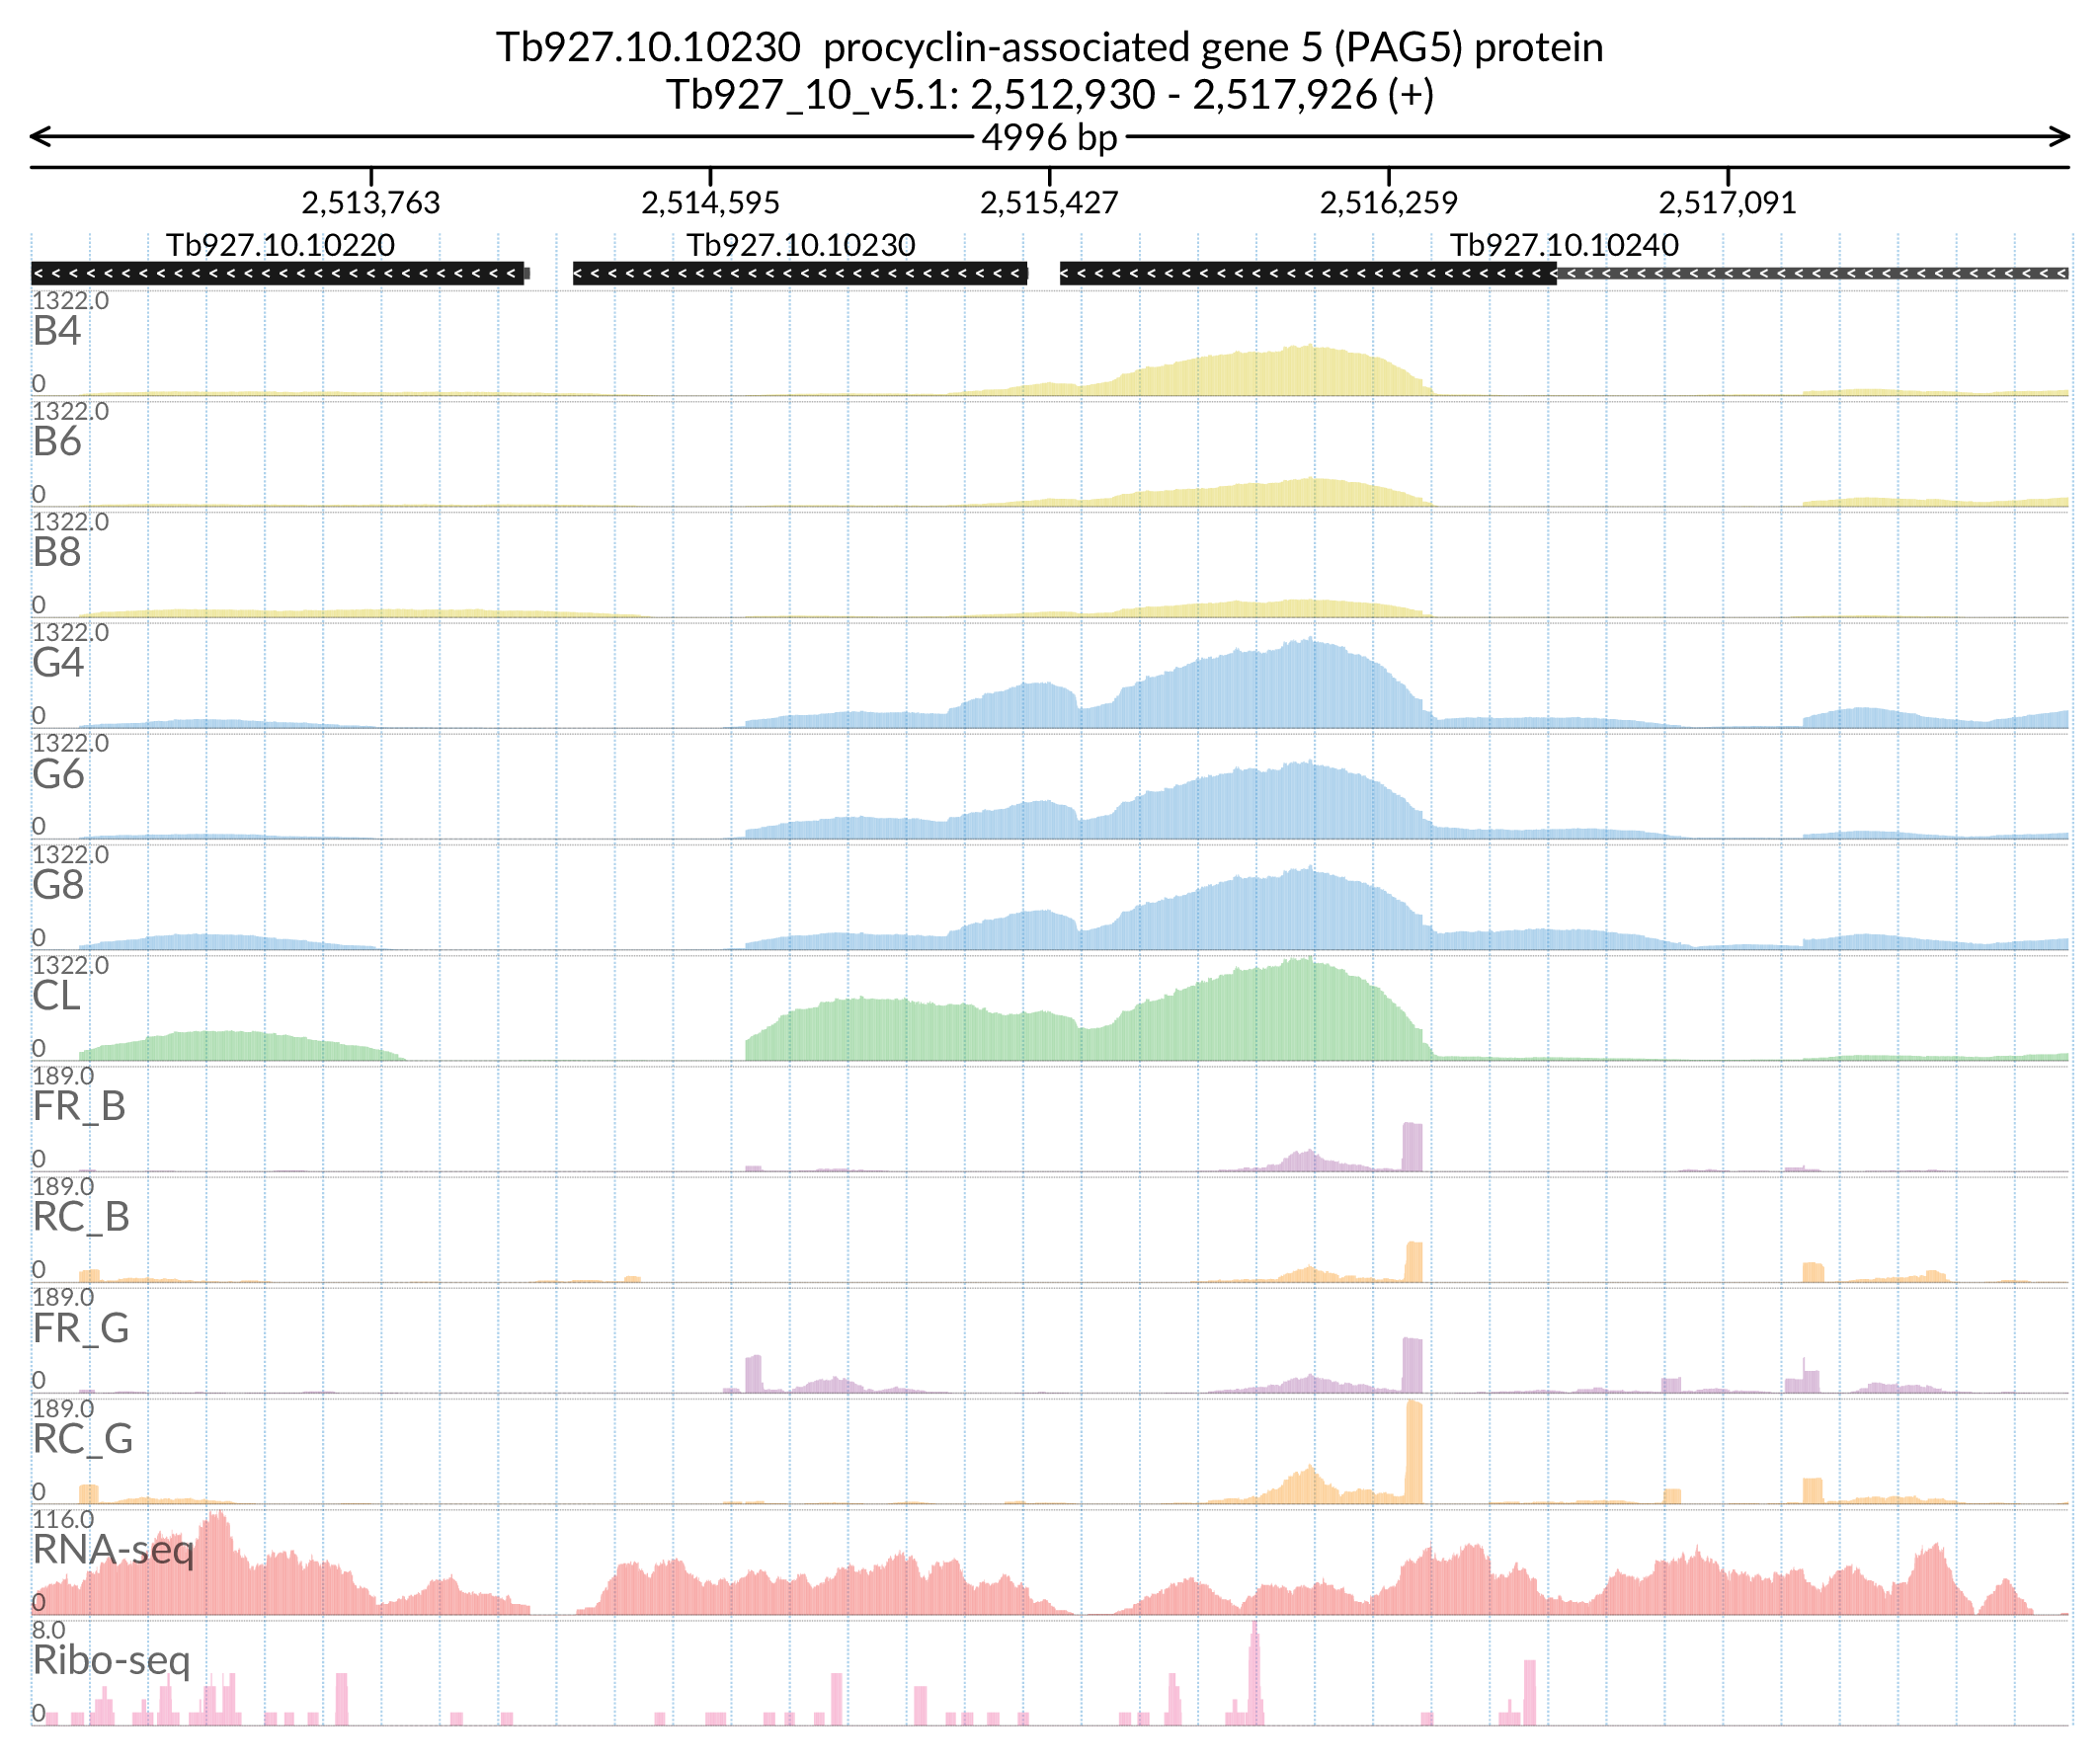 Tb927.10.10230  procyclin-associated gene 5 (PAG5) protein
Tb927_10_v5.1: 2,512,930 - 2,517,926 (+)
4996 bp
2,513,763 2,514,595 2,515,427 2,516,259 2,517,091
Tb927.10.10220 Tb927.10.10230 Tb927.10.10240
1322.0
B4
0
1322.0
B6
0
1322.0
B8
0
1322.0
G4
0
1322.0
G6
0
1322.0
G8
0
1322.0
CL
0
189.0
FR_B
0
189.0
RC_B
0
189.0
FR_G
0
189.0
RC_G
0
116.0
RNA-seq
0
8.0
Ribo-seq
0